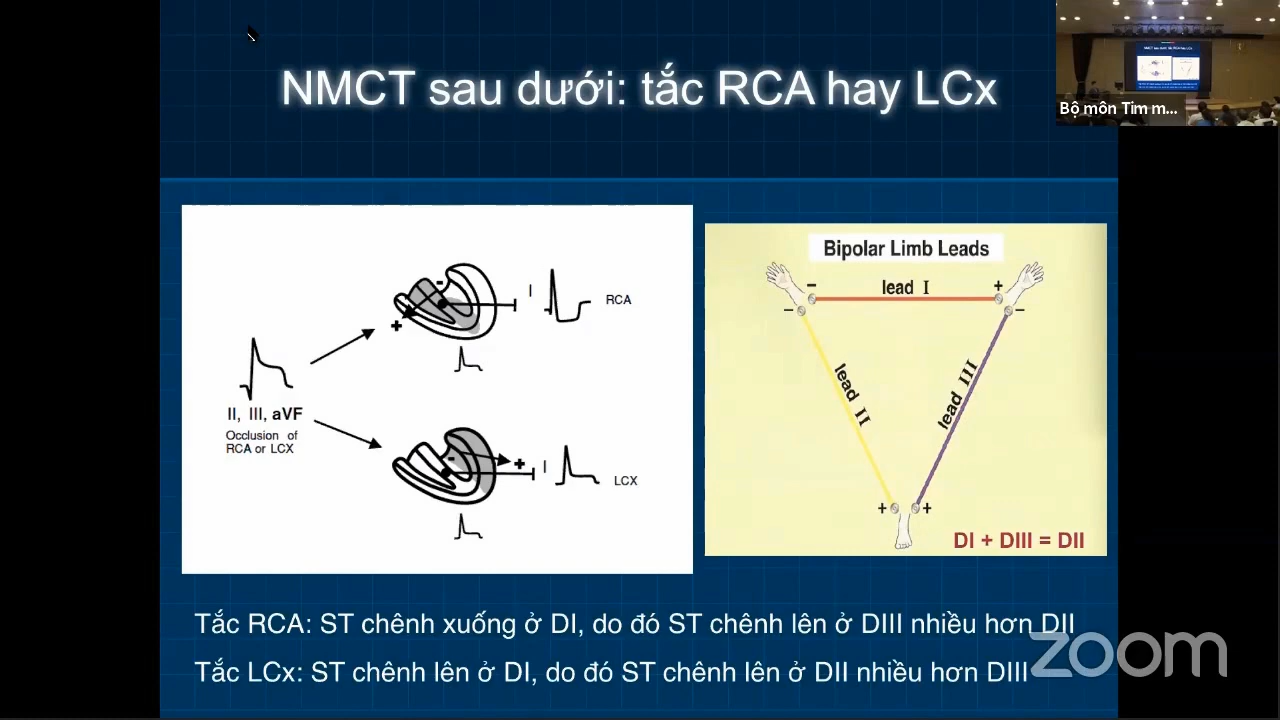 NMCT sau dưới: tắc RCA hay LCx
Bộ môn Tim m...
I
RCA
II, III, aVF
Occlusion of
RCA or LCX
I
LCX
Bipolar Limb Leads
lead I
lead II
lead III
DI + DIII = DII
Tắc RCA: ST chênh xuống ở DI, do đó ST chênh lên ở DIII nhiều hơn DII
Tắc LCx: ST chênh lên ở DI, do đó ST chênh lên ở DII nhiều hơn DIII
zoom